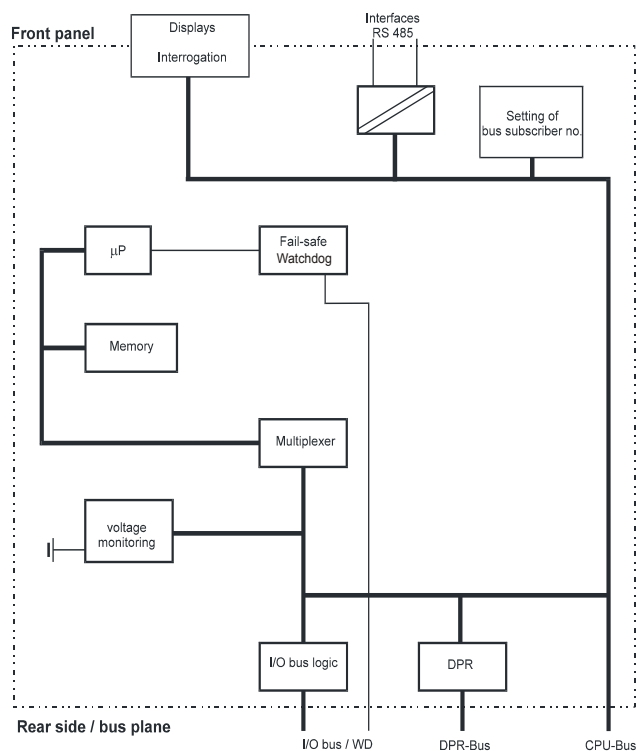 Displays
Interrogation
Interfaces
RS 485
Front panel
Setting of
bus subscriber no.
µP
Fail-safe
Watchdog
Memory
Multiplexer
voltage
monitoring
I/O bus logic
DPR
Rear side / bus plane
I/O bus / WD
DPR-Bus
CPU-Bus